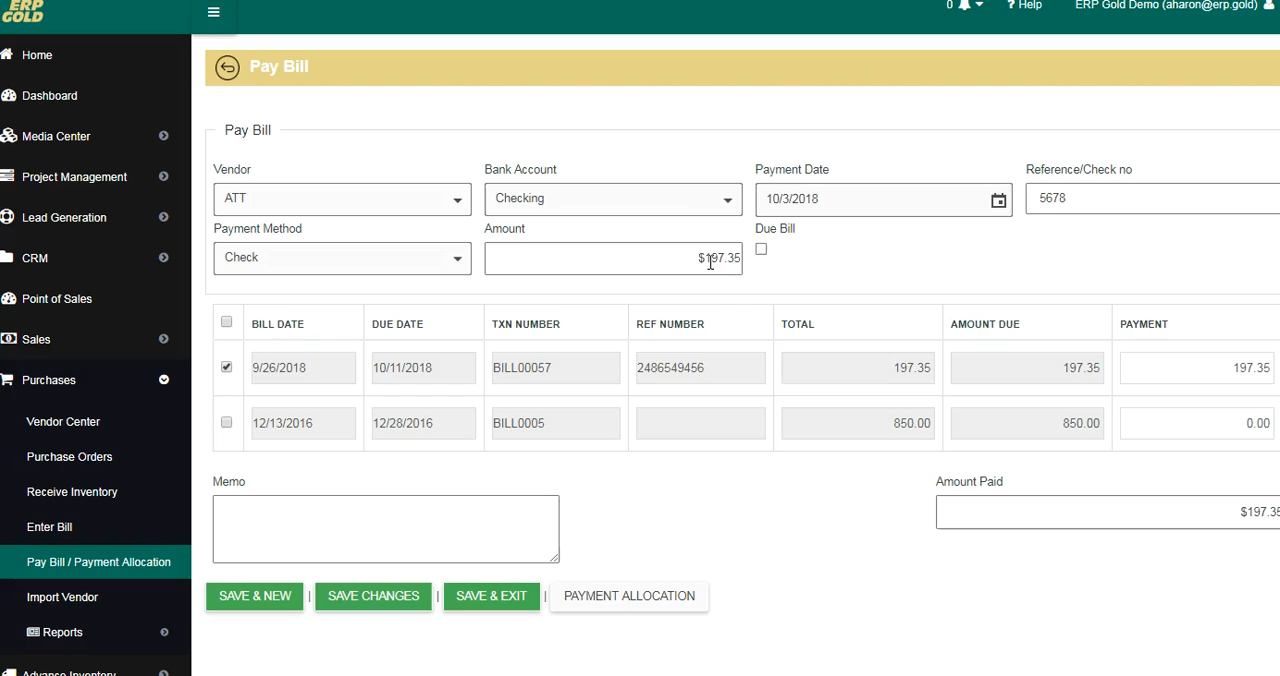 ERP
GOLD
0
? Help
ERP Gold Demo (aharon@erp.gold)
Home
Dashboard
Media Center
Project Management
Lead Generation
CRM
Point of Sales
Sales
Purchases
Vendor Center
Purchase Orders
Receive Inventory
Enter Bill
Pay Bill / Payment Allocation
Import Vendor
Reports
Advance Inventory
Pay Bill
Pay Bill
Vendor Bank Account Payment Date Reference/Check no
ATT Checking 10/3/2018 5678
Payment Method Amount Due Bill
Check $197.35
BILL DATE DUE DATE TXN NUMBER REF NUMBER TOTAL AMOUNT DUE PAYMENT
9/26/2018 10/11/2018 BILL00057 2486549456 197.35 197.35 197.35
12/13/2016 12/28/2016 BILL0005 850.00 850.00 0.00
Memo Amount Paid
$197.35
SAVE & NEW | SAVE CHANGES | SAVE & EXIT | PAYMENT ALLOCATION